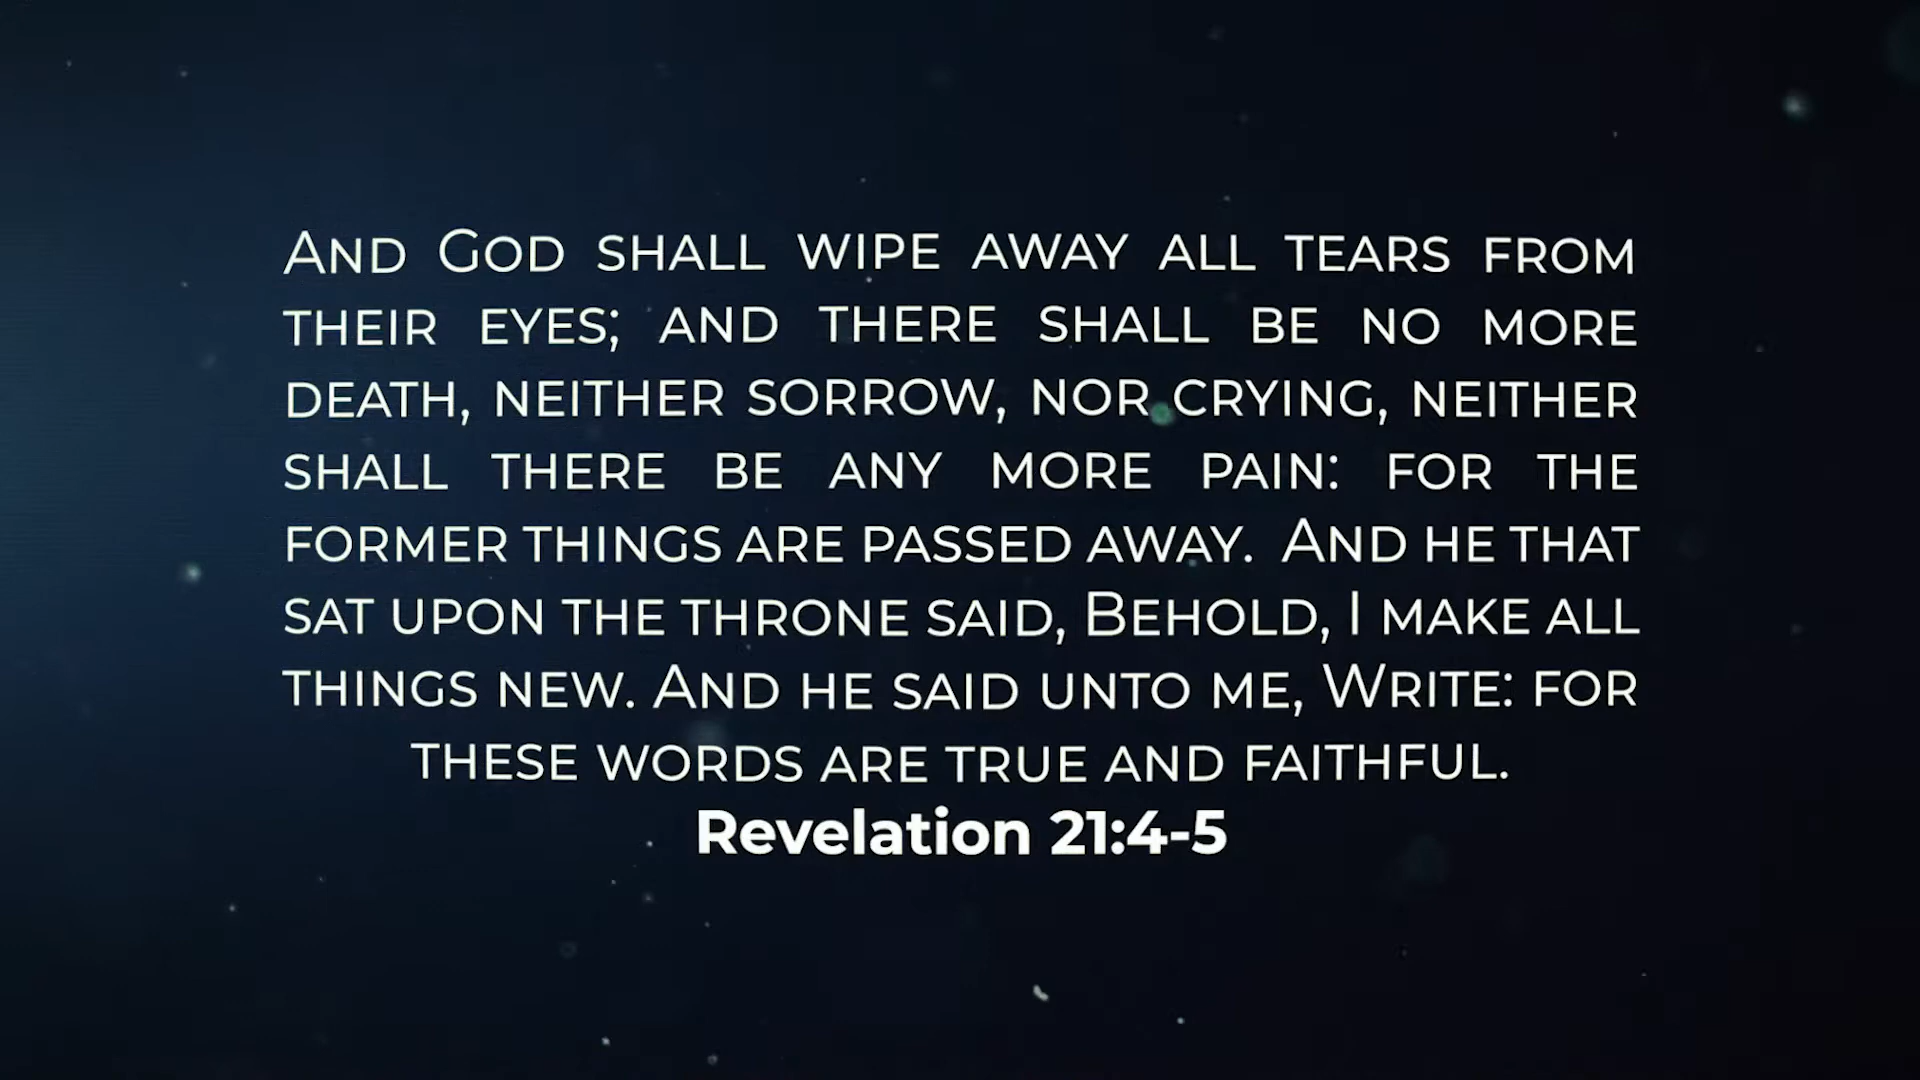 And God shall wipe away all tears from
their eyes; and there shall be no more
death, neither sorrow, nor crying, neither
shall there be any more pain: for the
former things are passed away.  And he that
sat upon the throne said, Behold, I make all
things new. And he said unto me, Write: for
these words are true and faithful.
Revelation 21:4-5